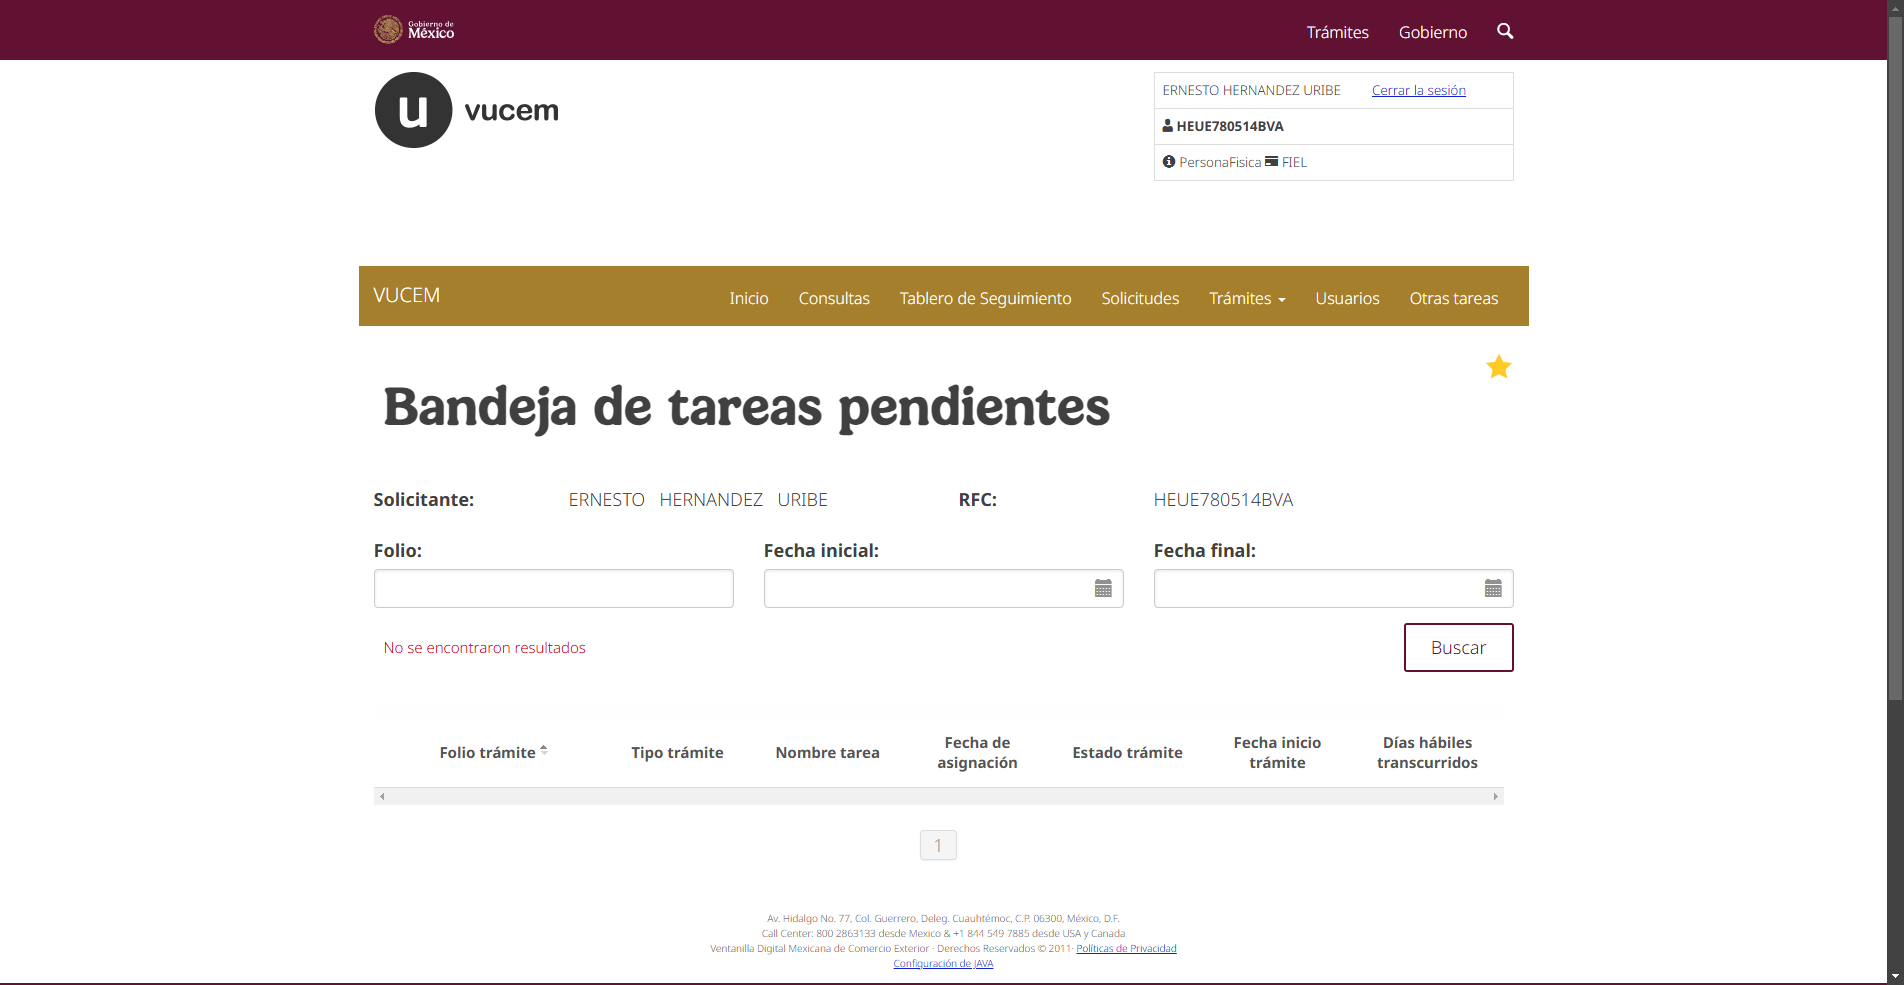 Gobierno de
México
Trámites
Gobierno
u vucem
ERNESTO HERNANDEZ URIBE
Cerrar la sesión
HEUE780514BVA
PersonaFisica FIEL
VUCEM
Inicio
Consultas
Tablero de Seguimiento
Solicitudes
Trámites
Usuarios
Otras tareas
Bandeja de tareas pendientes
Solicitante: ERNESTO HERNANDEZ URIBE RFC: HEUE780514BVA
Folio:
Fecha inicial:
Fecha final:
No se encontraron resultados
Buscar
Folio trámite
Tipo trámite
Nombre tarea
Fecha de
asignación
Estado trámite
Fecha inicio
trámite
Días hábiles
transcurridos
1
Av. Hidalgo No. 77, Col. Guerrero, Deleg. Cuauhtémoc, C.P. 06300, México, D.F.
Call Center: 800 2863133 desde Mexico & +1 844 549 7885 desde USA y Canada
Ventanilla Digital Mexicana de Comercio Exterior · Derechos Reservados © 2011· Políticas de Privacidad
Configuración de JAVA